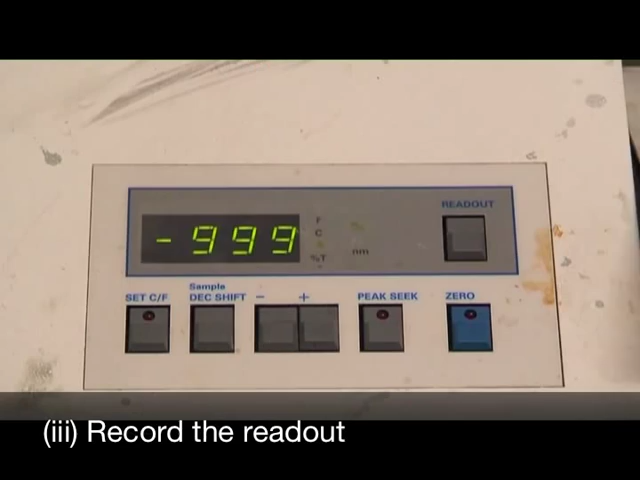 READOUT
-999
F
C
%T
nm
SET C/F
Sample
DEC SHIFT
- +
PEAK SEEK
ZERO
(iii) Record the readout